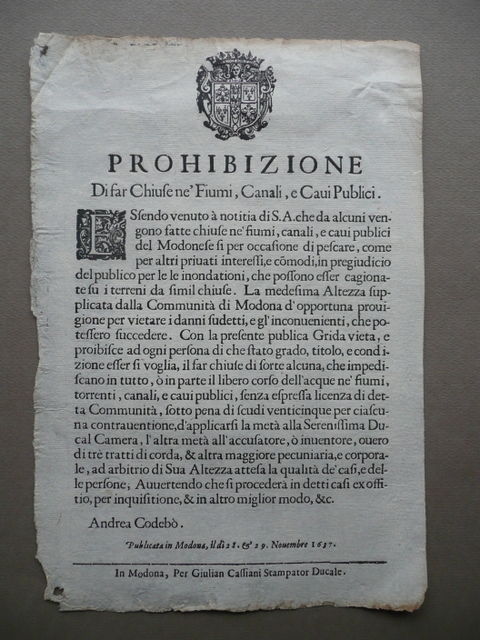 PROHIBIZIONE
Di far Chiuse ne' Fiumi, Canali, e Caui Publici.
ESsendo venuto à notitia di S.A. che da alcuni ven-
gono fatte chiuse ne' fiumi, canali, e caui publici
del Modonese si per occasione di pescare, come
per altri priuati interessi, e cõmodi, in pregiudicio
del publico per le le inondationi, che possono esser cagiona-
te su i terreni da simil chiuse. La medesima Altezza sup-
plicata dalla Communità di Modona d'opportuna proui-
gione per vietare i danni sudetti, e gl' inconuenienti, che po-
tessero succedere. Con la presente publica Grida vieta, e
proibisce ad ogni persona di che stato grado, titolo, e cond i-
zione esser si voglia, il far chiuse di sorte alcuna, che impedi-
scano in tutto, ò in parte il libero corso dell'acque ne' fiumi,
torrenti, canali, e caui publici, senza espressa licenza di det-
ta Communità, sotto pena di scudi venticinque per ciascu-
na contrauentione, d'applicarsi la metà alla Serenissima Du-
cal Camera, l'altra metà all'accusatore, ò inuentore, ouero
di trè tratti di corda, & altra maggiore pecuniaria, e corpora-
le, ad arbitrio di Sua Altezza attesa la qualità de' casi, e del-
le persone; Auuertendo che si procederà in detti casi ex offi-
tio, per inquisitione, & in altro miglior modo, &c.
Andrea Codebò.
Publicata in Modona, li dì 28. & 29. Nouembre 1637.
In Modona, Per Giulian Cassiani Stampator Ducale.